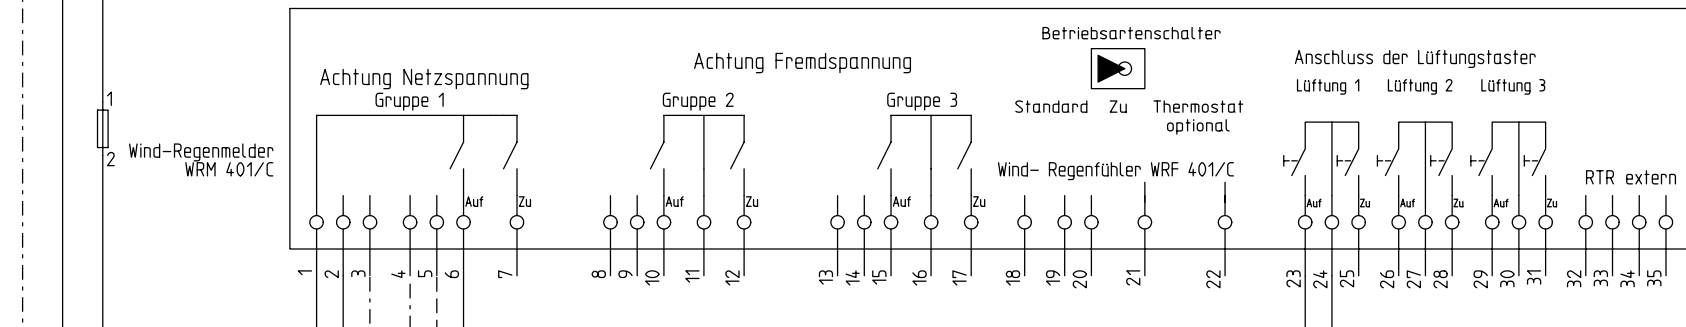 Betriebsartenschalter
Achtung Netzspannung
Achtung Fremdspannung
Anschluss der Lüftungstaster
Gruppe 1
Gruppe 2
Gruppe 3
Standard Zu Thermostat
optional
Lüftung 1 Lüftung 2 Lüftung 3
1
2
Wind-Regenmelder
WRM 401/C
Wind- Regenfühler WRF 401/C
RTR extern
Auf Zu Auf Zu Auf Zu Auf Zu Auf Zu Auf Zu
1 2 3 4 5 6 7 8 9 10 11 12 13 14 15 16 17 18 19 20 21 22 23 24 25 26 27 28 29 30 31 32 33 34 35